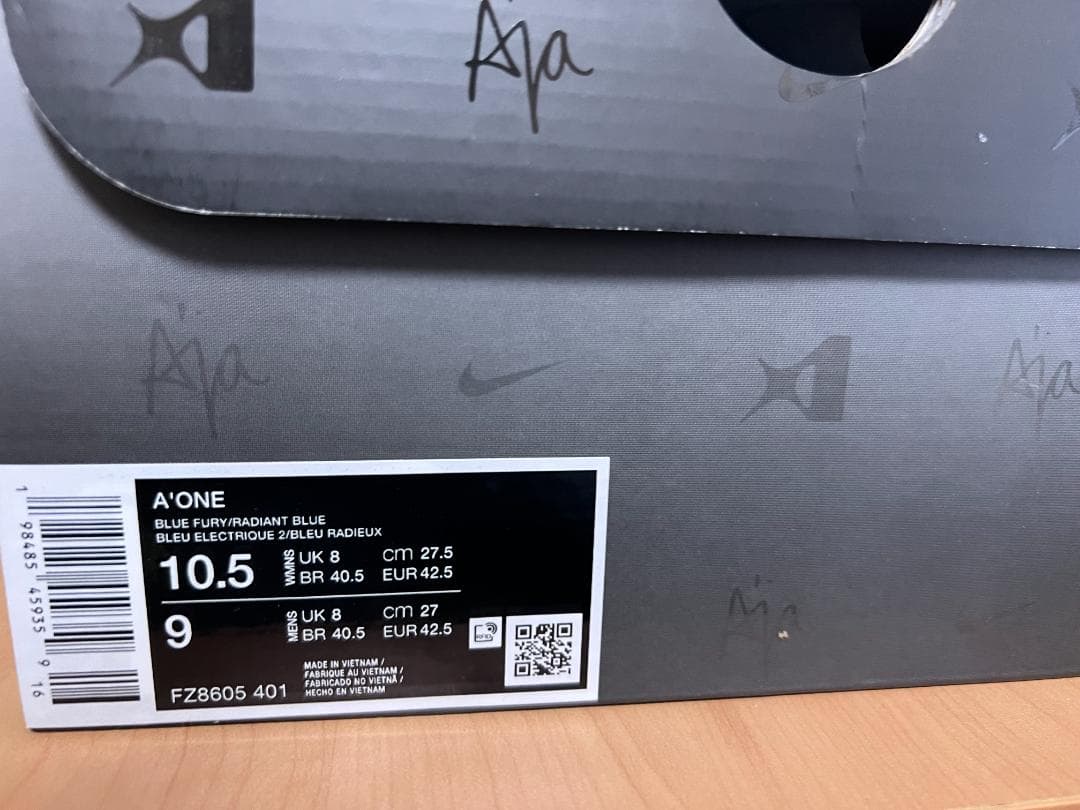 Aja
Aja
Aja
Aja
A'ONE
BLUE FURY/RADIANT BLUE
BLEU ELECTRIQUE 2/BLEU RADIEUX
10.5 WMNS UK 8 CM 27.5
BR 40.5 EUR 42.5
9 MENS UK 8 CM 27
BR 40.5 EUR 42.5
RFID
MADE IN VIETNAM /
FABRIQUE AU VIETNAM /
FABRICADO NO VIETNÃ /
HECHO EN VIETNAM
FZ8605 401
1 98485 45935 9 16